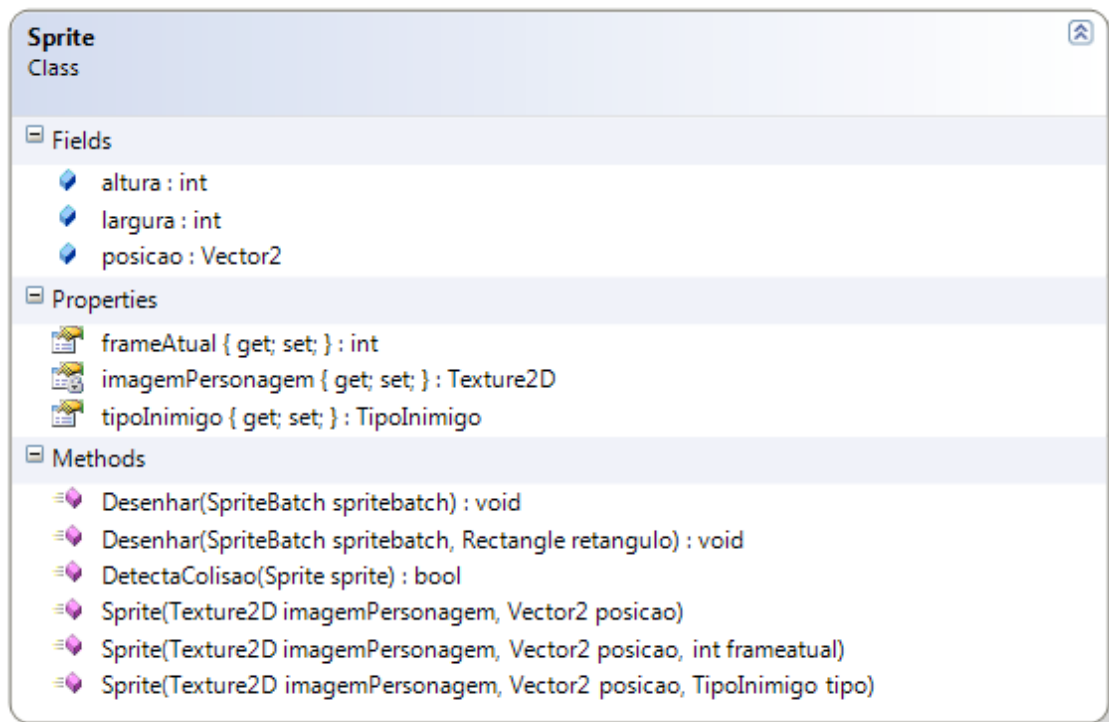 Sprite
Class
Fields
altura : int
largura : int
posicao : Vector2
Properties
frameAtual { get; set; } : int
imagemPersonagem { get; set; } : Texture2D
tipoInimigo { get; set; } : TipoInimigo
Methods
Desenhar(SpriteBatch spritebatch) : void
Desenhar(SpriteBatch spritebatch, Rectangle retangulo) : void
DetectaColisao(Sprite sprite) : bool
Sprite(Texture2D imagemPersonagem, Vector2 posicao)
Sprite(Texture2D imagemPersonagem, Vector2 posicao, int frameatual)
Sprite(Texture2D imagemPersonagem, Vector2 posicao, TipoInimigo tipo)